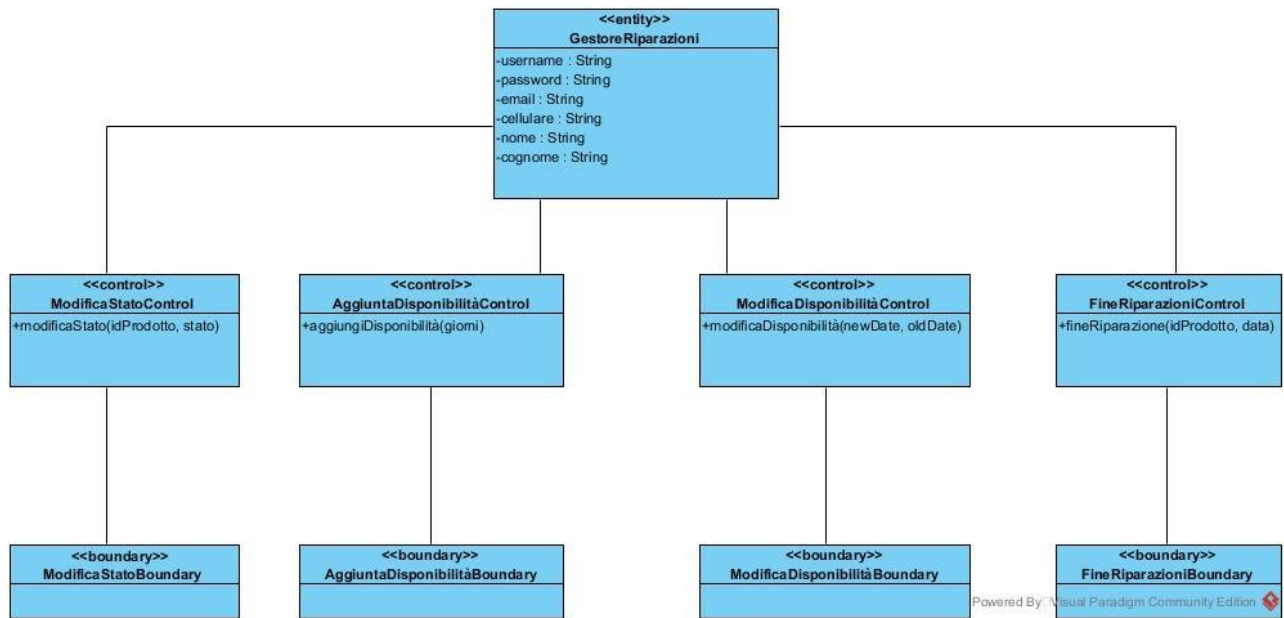 <<entity>>
GestoreRiparazioni
-username : String
-password : String
-email : String
-cellulare : String
-nome : String
-cognome : String
<<control>>
ModificaStatoControl
+modificaStato(idProdotto, stato)
<<control>>
AggiuntaDisponibilitàControl
+aggiungiDisponibilità(giorni)
<<control>>
ModificaDisponibilitàControl
+modificaDisponibilità(newDate, oldDate)
<<control>>
FineRiparazioniControl
+fineRiparazione(idProdotto, data)
<<boundary>>
ModificaStatoBoundary
<<boundary>>
AggiuntaDisponibilitàBoundary
<<boundary>>
ModificaDisponibilitàBoundary
<<boundary>>
FineRiparazioniBoundary
Powered By Visual Paradigm Community Edition